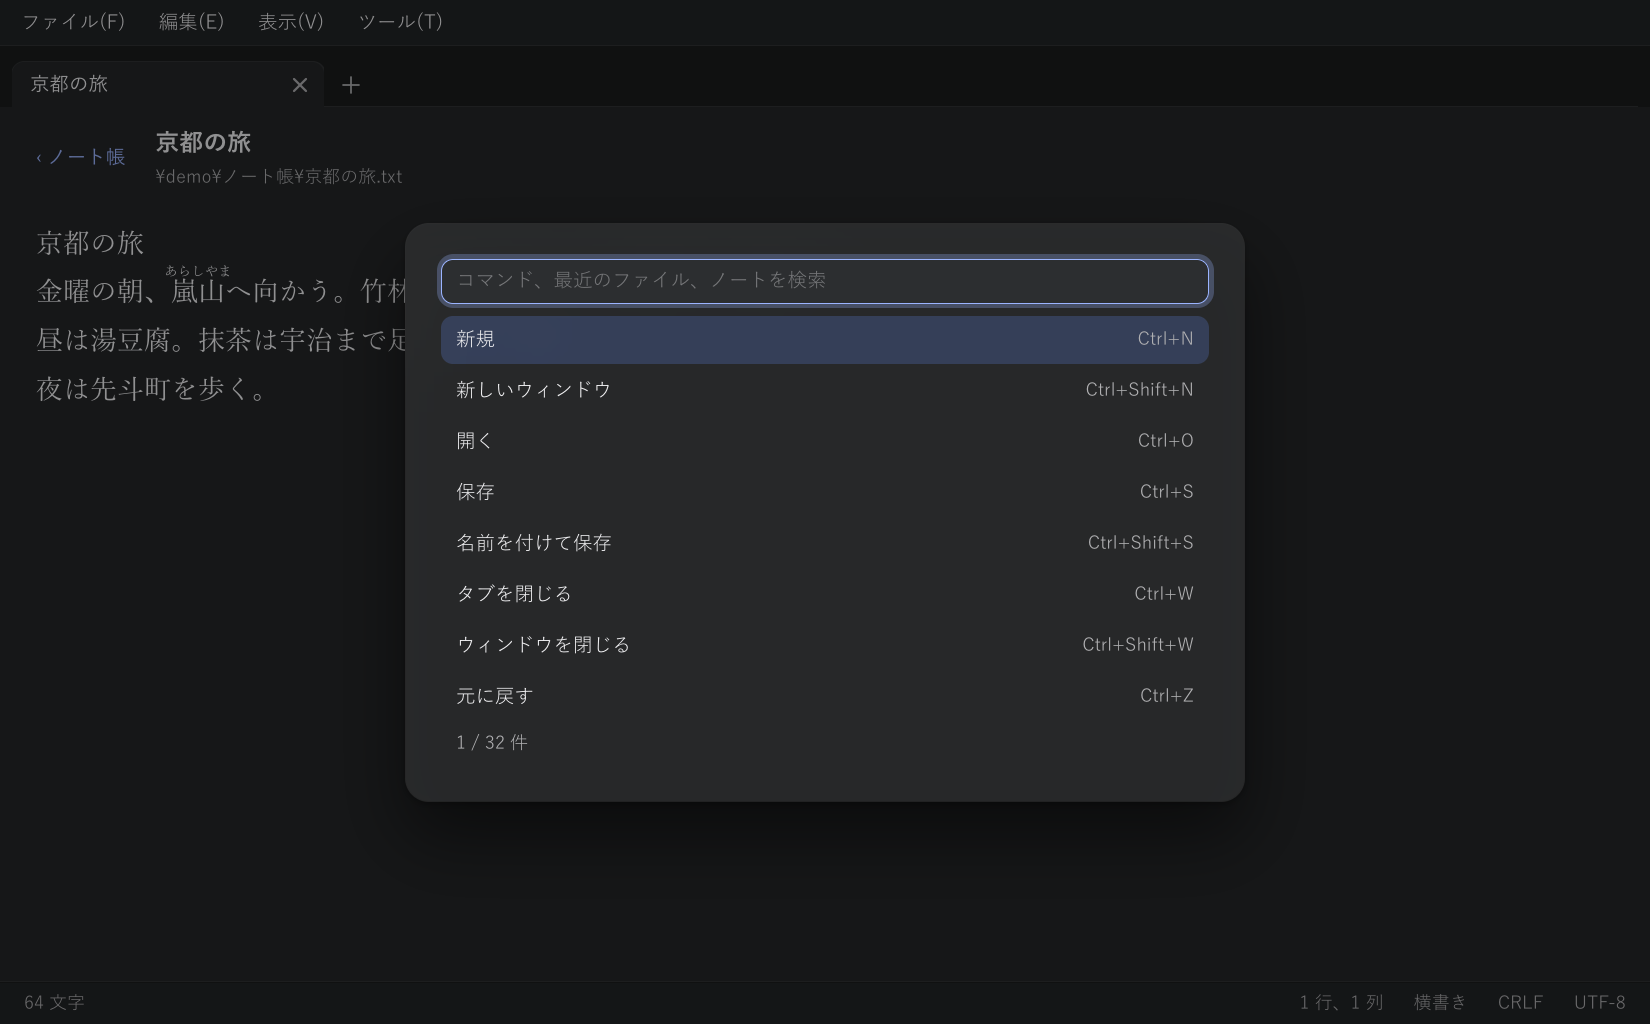 ファイル(F) 編集(E) 表示(V) ツール(T)
京都の旅
‹ ノート帳
京都の旅
¥demo¥ノート帳¥京都の旅.txt
京都の旅
あらしやま
金曜の朝、嵐山へ向かう。竹林
昼は湯豆腐。抹茶は宇治まで足
夜は先斗町を歩く。
コマンド、最近のファイル、ノートを検索
新規 Ctrl+N
新しいウィンドウ Ctrl+Shift+N
開く Ctrl+O
保存 Ctrl+S
名前を付けて保存 Ctrl+Shift+S
タブを閉じる Ctrl+W
ウィンドウを閉じる Ctrl+Shift+W
元に戻す Ctrl+Z
1 / 32 件
64 文字 1 行、1 列 横書き CRLF UTF-8